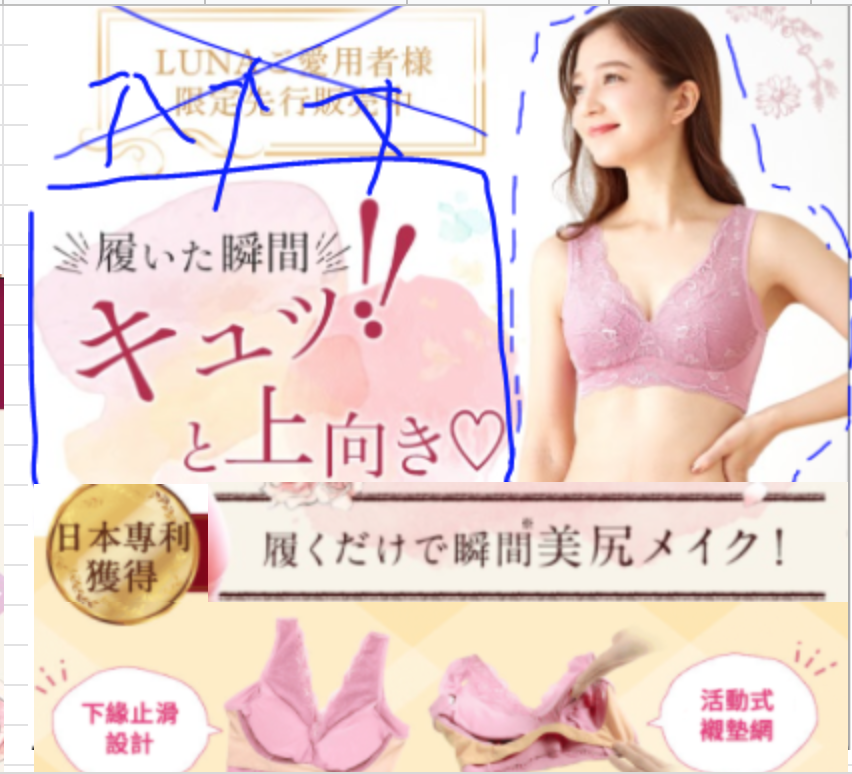 LUNAご愛用者様
限定先行販売中
履いた瞬間
キュッ!!
と上向き♡
日本專利
獲得
履くだけで瞬間※美尻メイク！
下緣止滑
設計
活動式
襯墊網